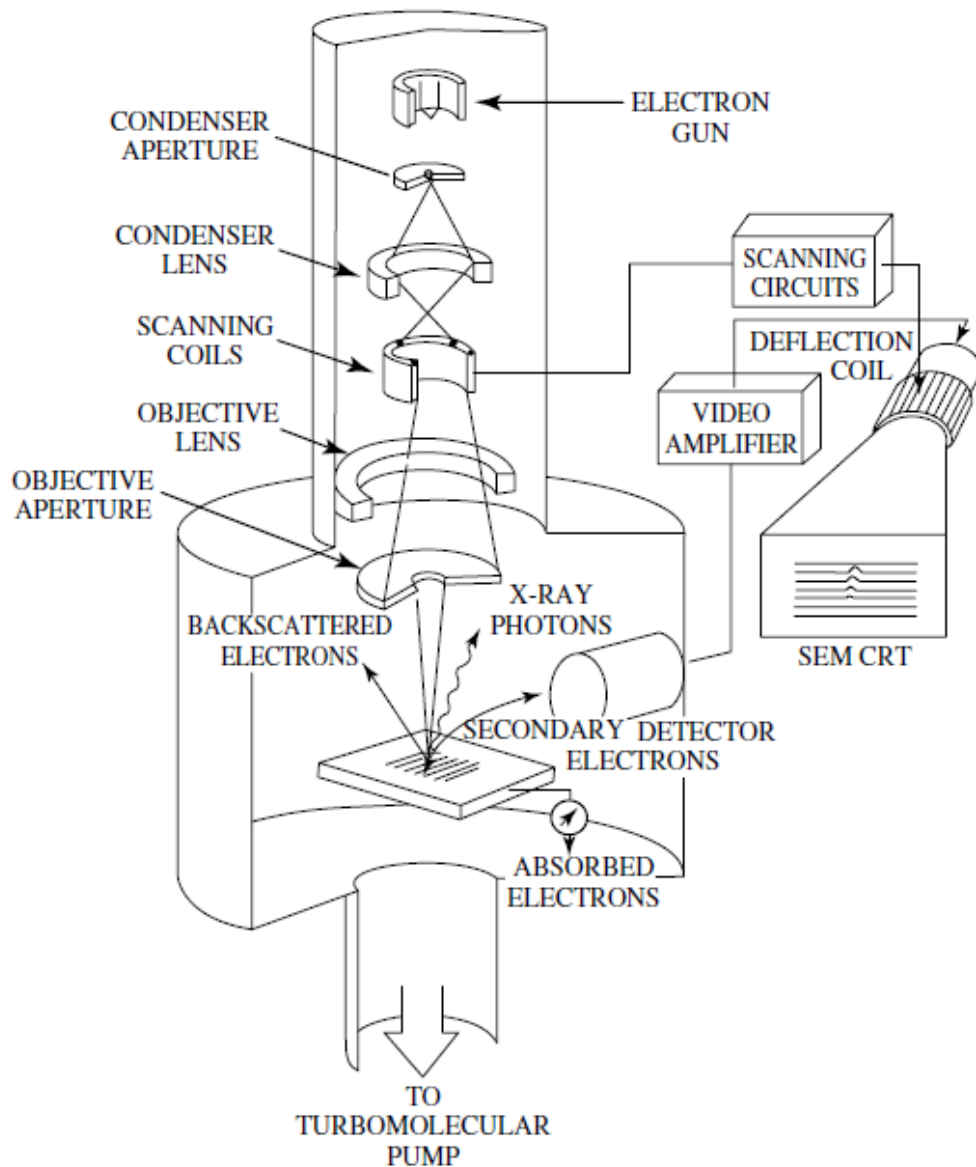 ELECTRON
GUN
CONDENSER
APERTURE
CONDENSER
LENS
SCANNING
CIRCUITS
SCANNING
COILS
DEFLECTION
COIL
VIDEO
AMPLIFIER
OBJECTIVE
LENS
OBJECTIVE
APERTURE
X-RAY
PHOTONS
BACKSCATTERED
ELECTRONS
SEM CRT
SECONDARY
ELECTRONS
DETECTOR
ABSORBED
ELECTRONS
TO
TURBOMOLECULAR
PUMP